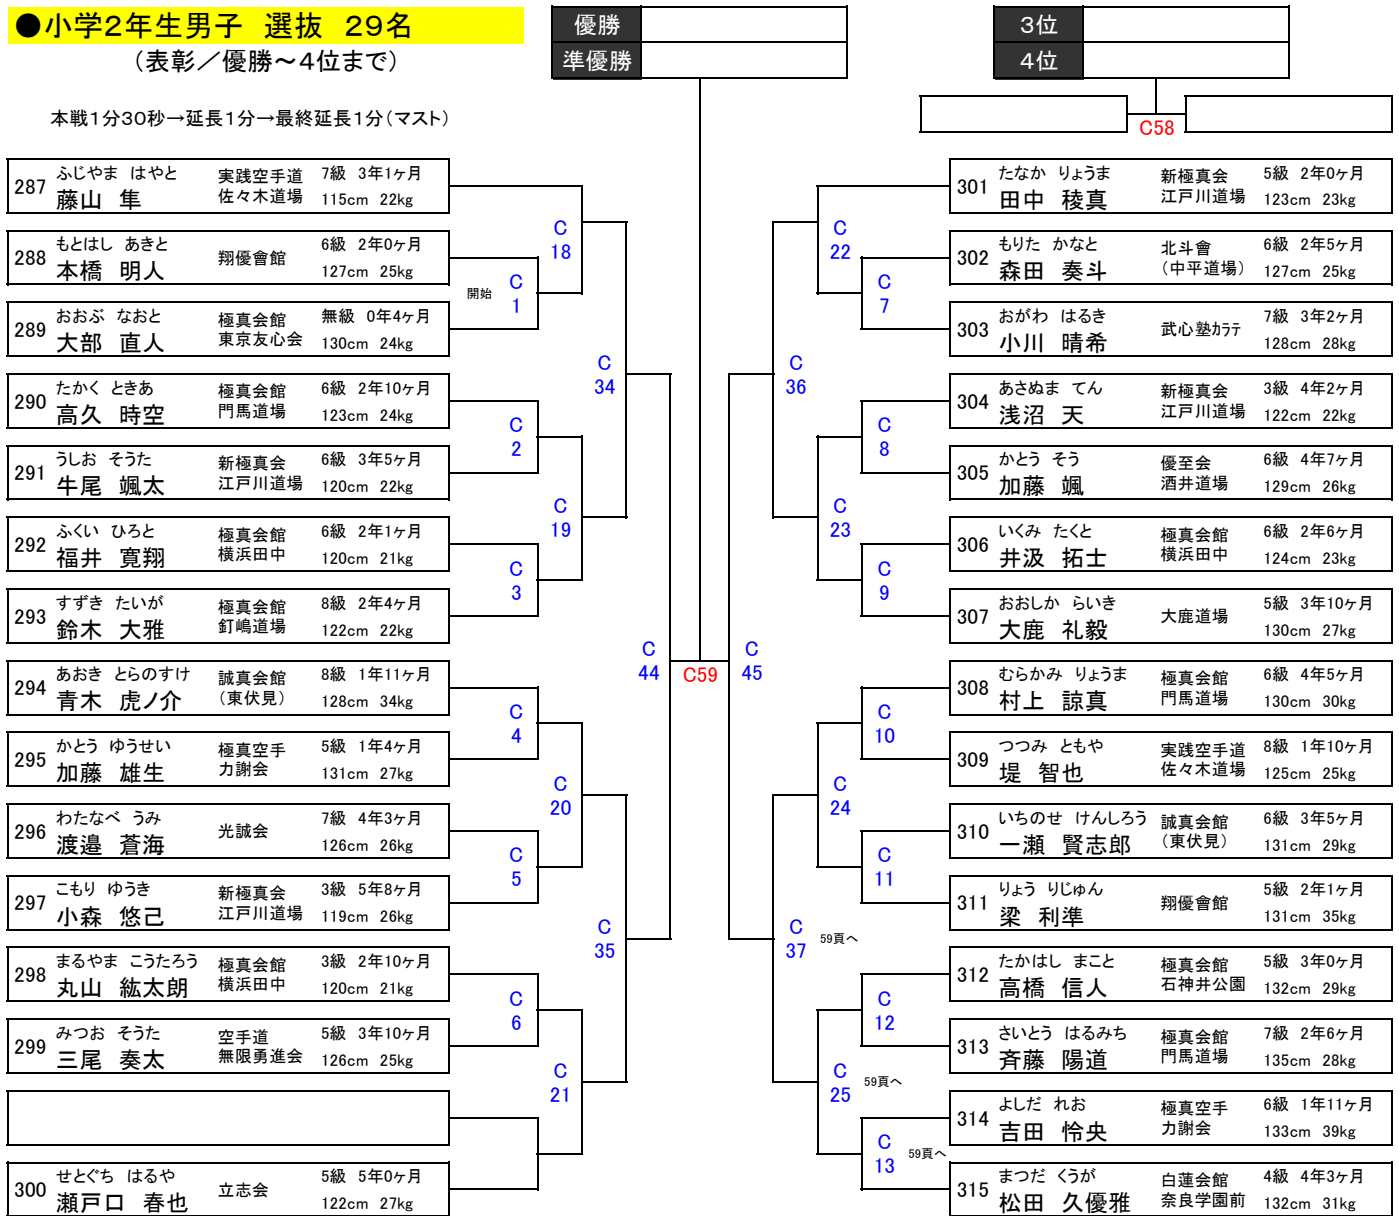 ●小学2年生男子 選抜 29名
(表彰/優勝~4位まで)
本戦1分30秒→延長1分→最終延長1分(マスト)
優勝
準優勝
3位
4位
C58
287 ふじやま はやと 藤山 隼 実践空手道 佐々木道場 7級 3年1ヶ月 115cm 22kg
288 もとはし あきと 本橋 明人 翔優會館 6級 2年0ヶ月 127cm 25kg
289 おおぶ なおと 大部 直人 極真会館 東京友心会 無級 0年4ヶ月 130cm 24kg
290 たかく ときあ 高久 時空 極真会館 門馬道場 6級 2年10ヶ月 123cm 24kg
291 うしお そうた 牛尾 颯太 新極真会 江戸川道場 6級 3年5ヶ月 120cm 22kg
292 ふくい ひろと 福井 寛翔 極真会館 横浜田中 6級 2年1ヶ月 120cm 21kg
293 すずき たいが 鈴木 大雅 極真会館 釘嶋道場 8級 2年4ヶ月 122cm 22kg
294 あおき とらのすけ 青木 虎ノ介 誠真会館 (東伏見) 8級 1年11ヶ月 128cm 34kg
295 かとう ゆうせい 加藤 雄生 極真空手 力謝会 5級 1年4ヶ月 131cm 27kg
296 わたなべ うみ 渡邉 蒼海 光誠会 7級 4年3ヶ月 126cm 26kg
297 こもり ゆうき 小森 悠己 新極真会 江戸川道場 3級 5年8ヶ月 119cm 26kg
298 まるやま こうたろう 丸山 紘太朗 極真会館 横浜田中 3級 2年10ヶ月 120cm 21kg
299 みつお そうた 三尾 奏太 空手道 無限勇進会 5級 3年10ヶ月 126cm 25kg
300 せとぐち はるや 瀬戸口 春也 立志会 5級 5年0ヶ月 122cm 27kg
開始
C 1
C 2
C 3
C 4
C 5
C 6
C 18
C 19
C 20
C 21
C 34
C 35
C 44
C59
C 45
C 36
C 37 59頁へ
C 22
C 23
C 24
C 25 59頁へ
C 7
C 8
C 9
C 10
C 11
C 12
C 13 59頁へ
301 たなか りょうま 田中 稜真 新極真会 江戸川道場 5級 2年0ヶ月 123cm 23kg
302 もりた かなと 森田 奏斗 北斗會 (中平道場) 6級 2年5ヶ月 127cm 25kg
303 おがわ はるき 小川 晴希 武心塾カラテ 7級 3年2ヶ月 128cm 28kg
304 あさぬま てん 浅沼 天 新極真会 江戸川道場 3級 4年2ヶ月 122cm 22kg
305 かとう そう 加藤 颯 優至会 酒井道場 6級 4年7ヶ月 129cm 26kg
306 いくみ たくと 井汲 拓士 極真会館 横浜田中 6級 2年6ヶ月 124cm 23kg
307 おおしか らいき 大鹿 礼毅 大鹿道場 5級 3年10ヶ月 130cm 27kg
308 むらかみ りょうま 村上 諒真 極真会館 門馬道場 6級 4年5ヶ月 130cm 30kg
309 つつみ ともや 堤 智也 実践空手道 佐々木道場 8級 1年10ヶ月 125cm 25kg
310 いちのせ けんしろう 一瀬 賢志郎 誠真会館 (東伏見) 6級 3年5ヶ月 131cm 29kg
311 りょう りじゅん 梁 利準 翔優會館 5級 2年1ヶ月 131cm 35kg
312 たかはし まこと 高橋 信人 極真会館 石神井公園 5級 3年0ヶ月 132cm 29kg
313 さいとう はるみち 斉藤 陽道 極真会館 門馬道場 7級 2年6ヶ月 135cm 28kg
314 よしだ れお 吉田 怜央 極真空手 力謝会 6級 1年11ヶ月 133cm 39kg
315 まつだ くうが 松田 久優雅 白蓮会館 奈良学園前 4級 4年3ヶ月 132cm 31kg